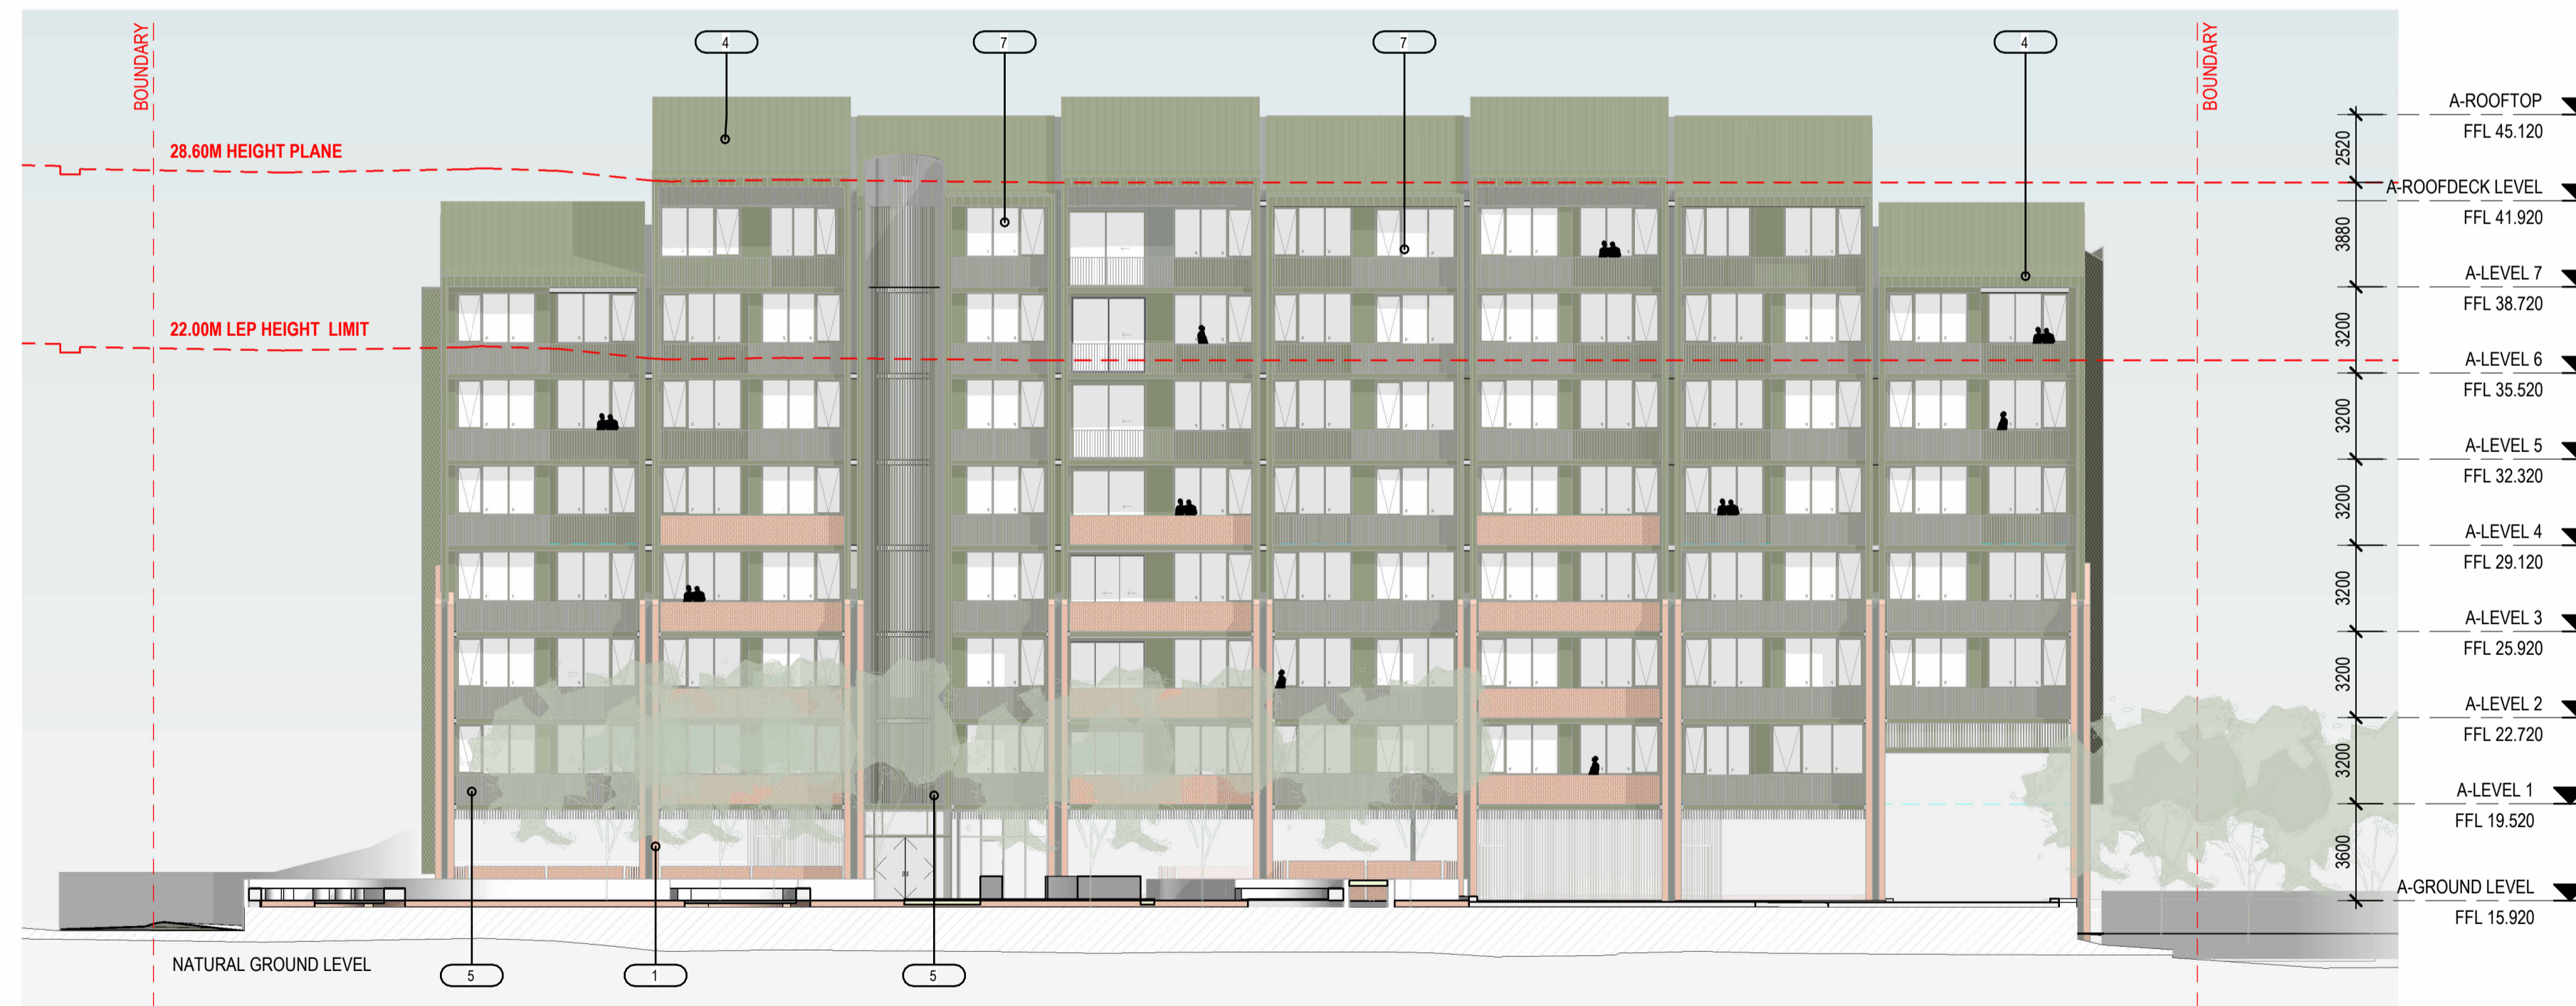 BOUNDARY
4
7
7
4
BOUNDARY
28.60M HEIGHT PLANE
22.00M LEP HEIGHT  LIMIT
A-ROOFTOP
FFL 45.120
2520
A-ROOFDECK LEVEL
FFL 41.920
3880
A-LEVEL 7
FFL 38.720
3200
A-LEVEL 6
FFL 35.520
3200
A-LEVEL 5
FFL 32.320
3200
A-LEVEL 4
FFL 29.120
3200
A-LEVEL 3
FFL 25.920
3200
A-LEVEL 2
FFL 22.720
3200
A-LEVEL 1
FFL 19.520
3600
A-GROUND LEVEL
FFL 15.920
NATURAL GROUND LEVEL
5
1
5